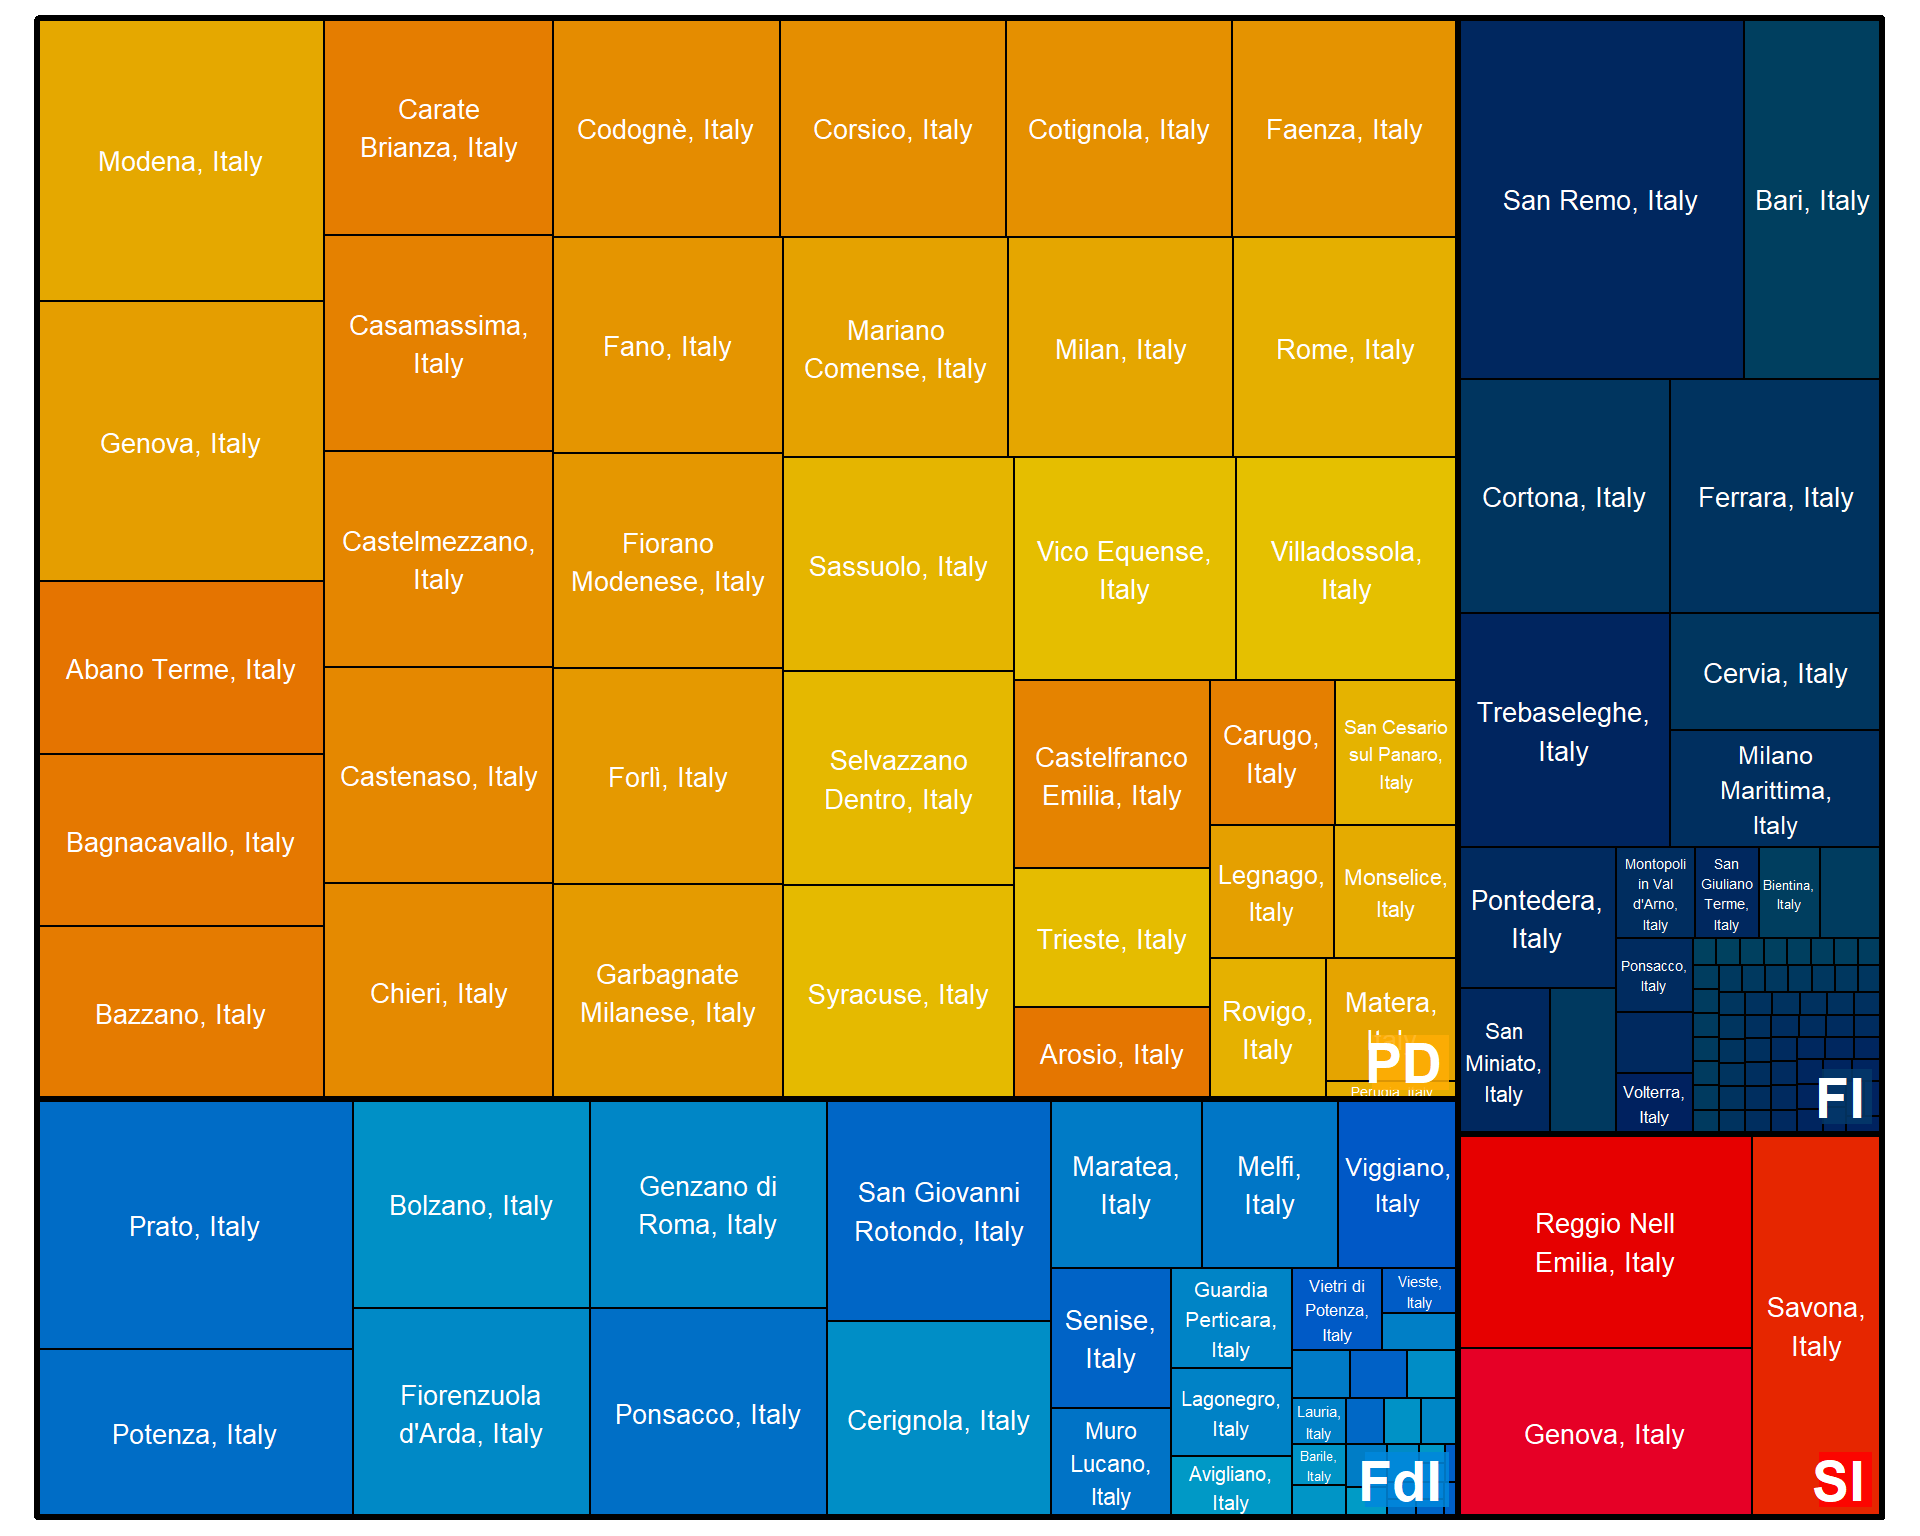 Modena, Italy
Genova, Italy
Abano Terme, Italy
Bagnacavallo, Italy
Bazzano, Italy
Carate
Brianza, Italy
Casamassima,
Italy
Castelmezzano,
Italy
Castenaso, Italy
Chieri, Italy
Codognè, Italy
Corsico, Italy
Cotignola, Italy
Faenza, Italy
Fano, Italy
Mariano
Comense, Italy
Milan, Italy
Rome, Italy
Fiorano
Modenese, Italy
Forlì, Italy
Garbagnate
Milanese, Italy
Sassuolo, Italy
Selvazzano
Dentro, Italy
Syracuse, Italy
Vico Equense,
Italy
Villadossola,
Italy
Castelfranco
Emilia, Italy
Trieste, Italy
Arosio, Italy
Carugo,
Italy
San Cesario
sul Panaro,
Italy
Legnago,
Italy
Monselice,
Italy
Rovigo,
Italy
Matera,
Italy
Perugia, Italy
PD
San Remo, Italy
Bari, Italy
Cortona, Italy
Ferrara, Italy
Trebaseleghe,
Italy
Cervia, Italy
Milano
Marittima,
Italy
Pontedera,
Italy
San
Miniato,
Italy
Montopoli
in Val
d'Arno,
Italy
San
Giuliano
Terme,
Italy
Bientina,
Italy
Ponsacco,
Italy
Volterra,
Italy
FI
Prato, Italy
Potenza, Italy
Bolzano, Italy
Fiorenzuola
d'Arda, Italy
Genzano di
Roma, Italy
Ponsacco, Italy
San Giovanni
Rotondo, Italy
Cerignola, Italy
Maratea,
Italy
Melfi,
Italy
Viggiano,
Italy
Senise,
Italy
Muro
Lucano,
Italy
Guardia
Perticara,
Italy
Lagonegro,
Italy
Avigliano,
Italy
Vietri di
Potenza,
Italy
Vieste,
Italy
Lauria,
Italy
Barile,
Italy
FdI
Reggio Nell
Emilia, Italy
Genova, Italy
Savona,
Italy
SI